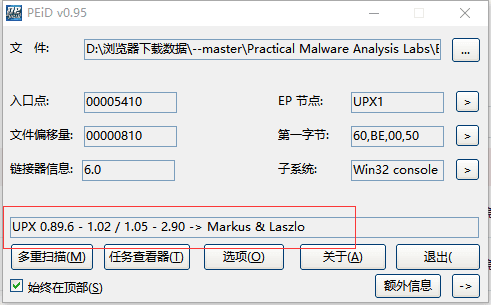 PEiD v0.95
文 件: D:\浏览器下载数据\--master\Practical Malware Analysis Labs\E ...
入口点: 00005410 EP 节点: UPX1 >
文件偏移量: 00000810 第一字节: 60,BE,00,50 >
链接器信息: 6.0 子系统: Win32 console >
UPX 0.89.6 - 1.02 / 1.05 - 2.90 -> Markus & Laszlo
多重扫描(M) 任务查看器(T) 选项(O) 关于(A) 退出(
始终在顶部(S) 额外信息 ->